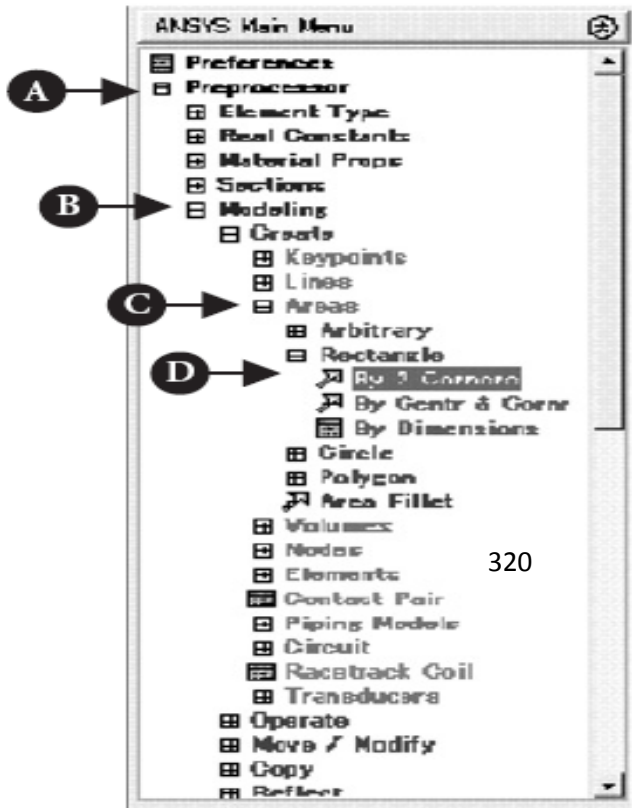 ANSYS Main Menu
Preferences
A
Preprocessor
Element Type
Real Constants
Material Props
Sections
B
Modeling
Create
Keypoints
Lines
C
Areas
Arbitrary
Rectangle
D
By 2 Corners
By Centr & Cornr
By Dimensions
Circle
Polygon
Area Fillet
Volumes
Nodes
320
Elements
Contact Pair
Piping Models
Circuit
Racetrack Coil
Transducers
Operate
Move / Modify
Copy
Reflect